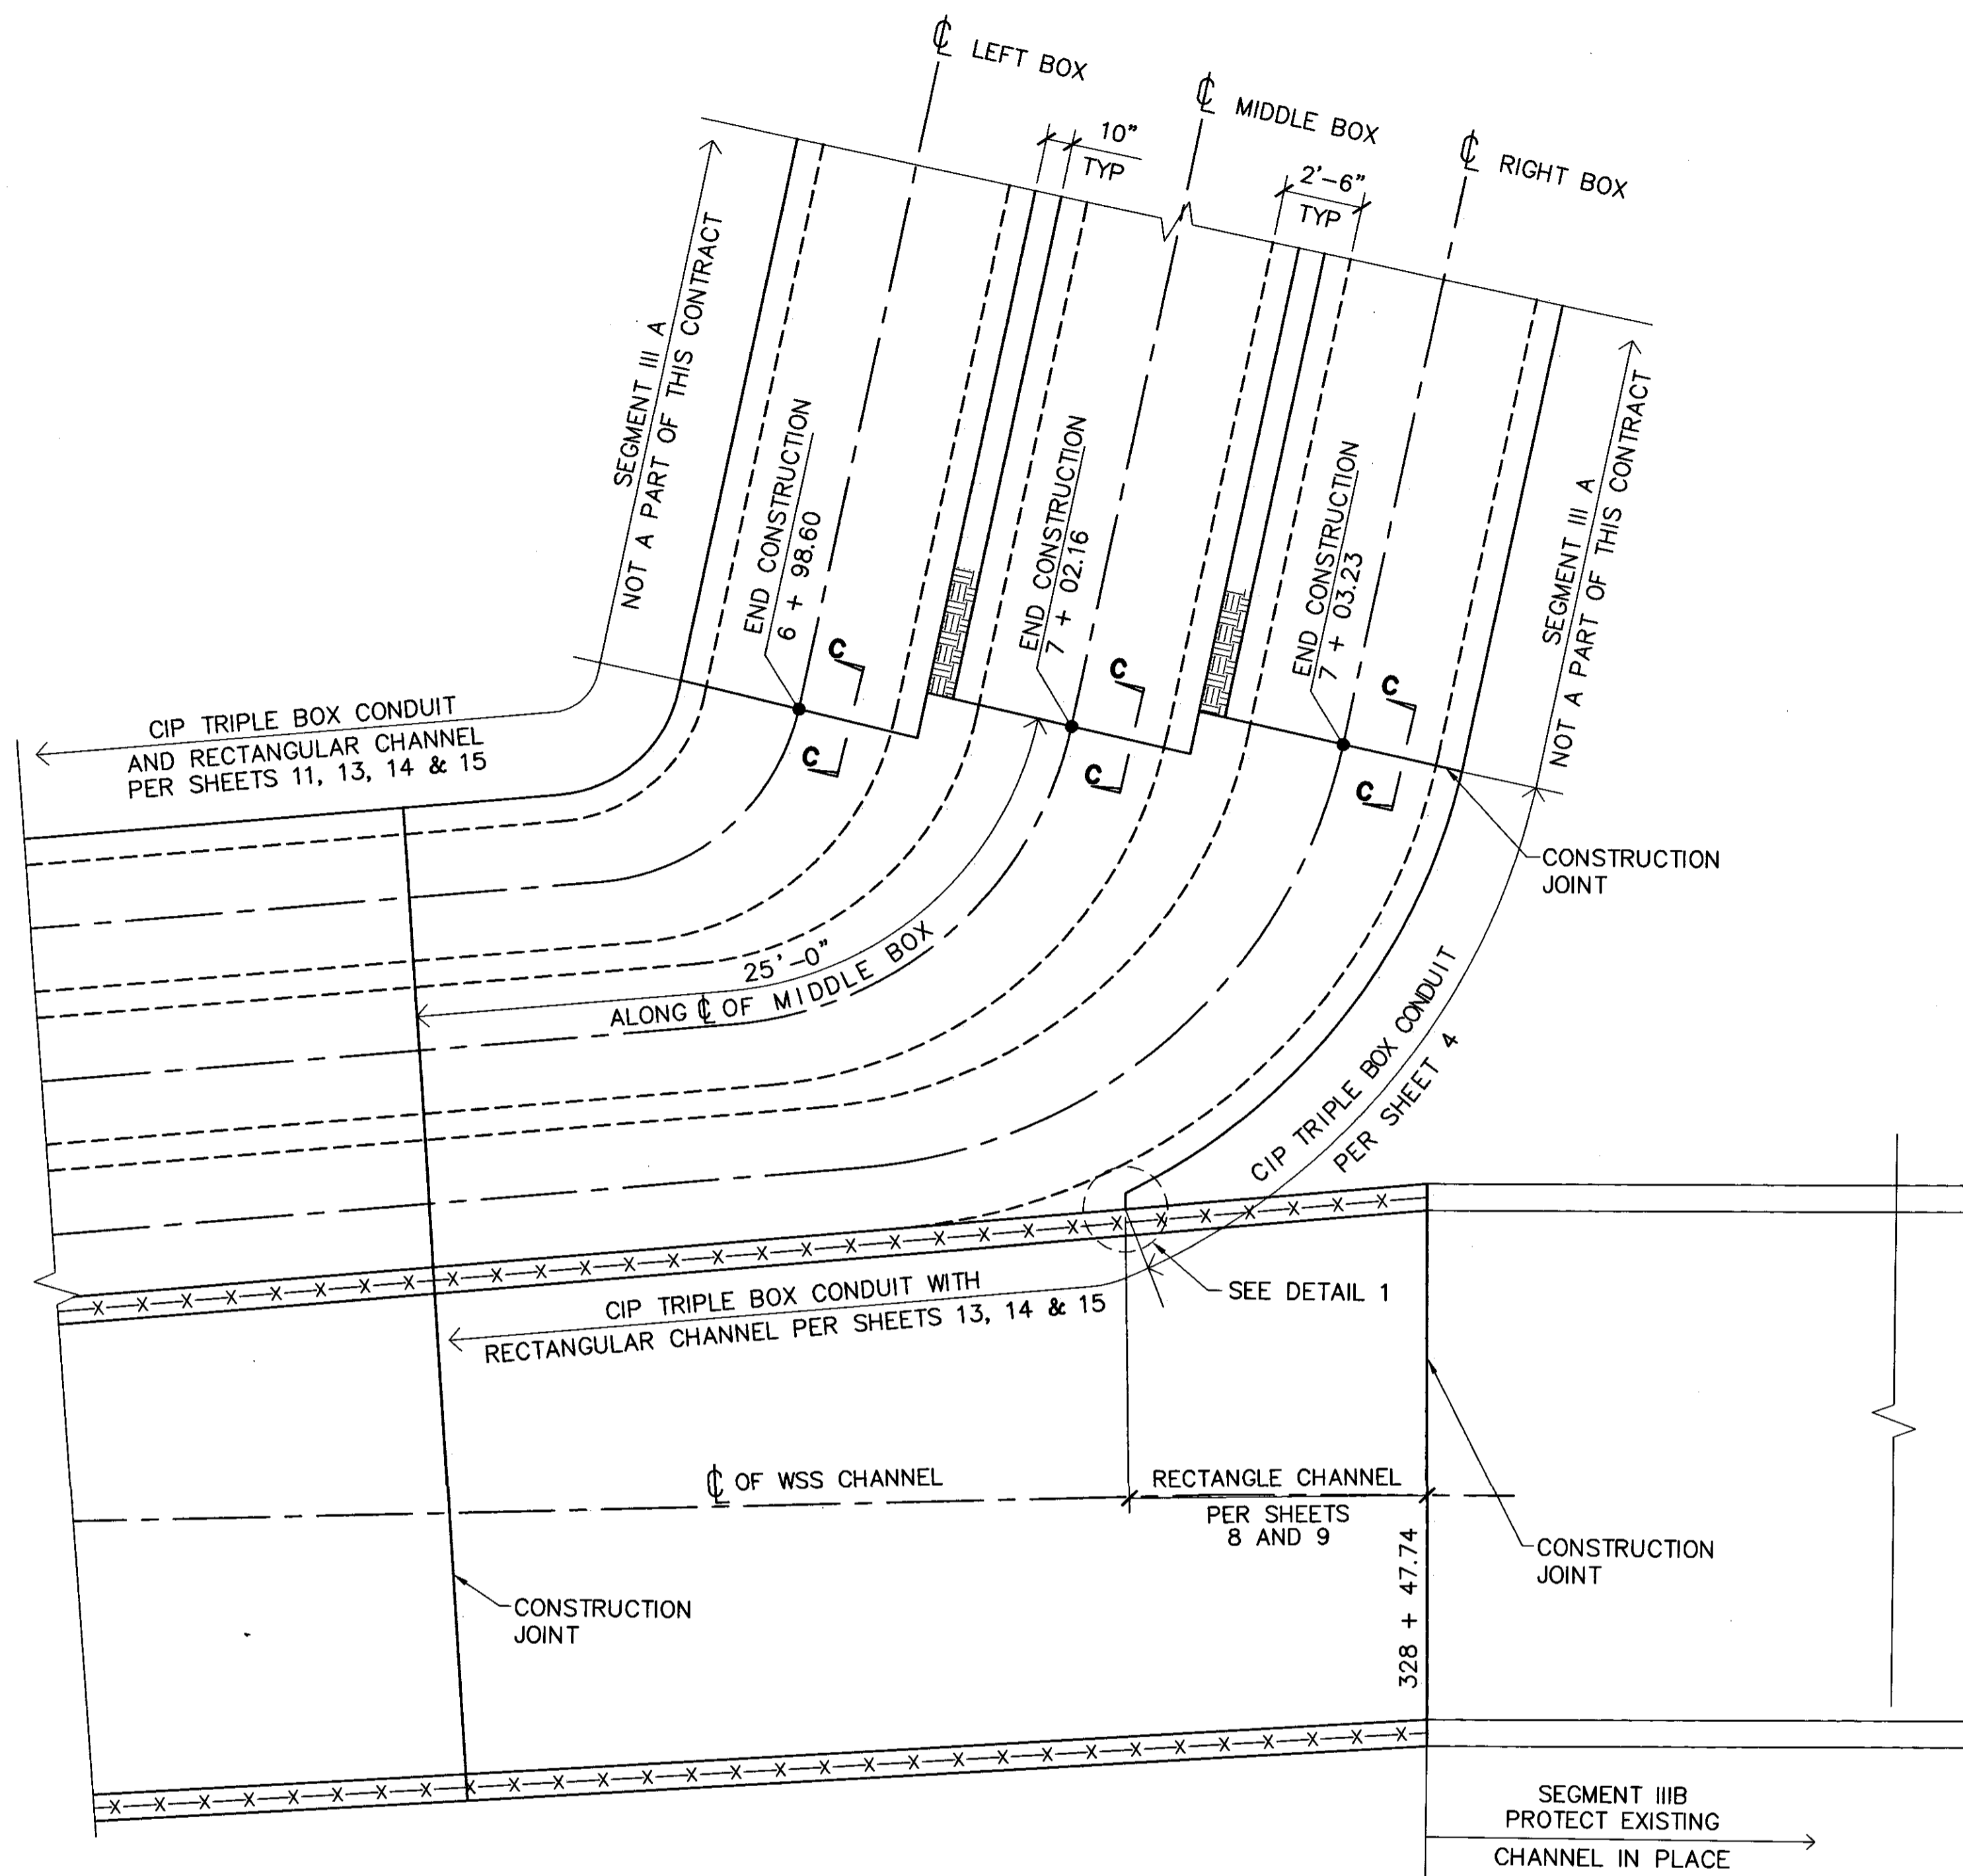 ℄ LEFT BOX
℄ MIDDLE BOX
℄ RIGHT BOX
10"
TYP
2'-6"
TYP
SEGMENT III A
NOT A PART OF THIS CONTRACT
END CONSTRUCTION
6 + 98.60
END CONSTRUCTION
7 + 02.16
END CONSTRUCTION
7 + 03.23
SEGMENT III A
NOT A PART OF THIS CONTRACT
C
C
C
C
C
C
CIP TRIPLE BOX CONDUIT
AND RECTANGULAR CHANNEL
PER SHEETS 11, 13, 14 & 15
CONSTRUCTION
JOINT
25'-0"
ALONG ℄ OF MIDDLE BOX
CIP TRIPLE BOX CONDUIT
PER SHEET 4
SEE DETAIL 1
CIP TRIPLE BOX CONDUIT WITH
RECTANGULAR CHANNEL PER SHEETS 13, 14 & 15
℄ OF WSS CHANNEL
RECTANGLE CHANNEL
PER SHEETS
8 AND 9
328 + 47.74
CONSTRUCTION
JOINT
CONSTRUCTION
JOINT
SEGMENT IIIB
PROTECT EXISTING
CHANNEL IN PLACE